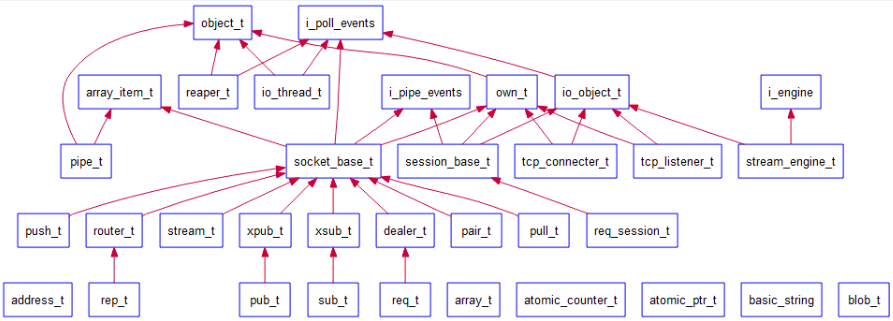 object_t i_poll_events
array_item_t reaper_t io_thread_t i_pipe_events own_t io_object_t i_engine
pipe_t socket_base_t session_base_t tcp_connecter_t tcp_listener_t stream_engine_t
push_t router_t stream_t xpub_t xsub_t dealer_t pair_t pull_t req_session_t
address_t rep_t pub_t sub_t req_t array_t atomic_counter_t atomic_ptr_t basic_string blob_t